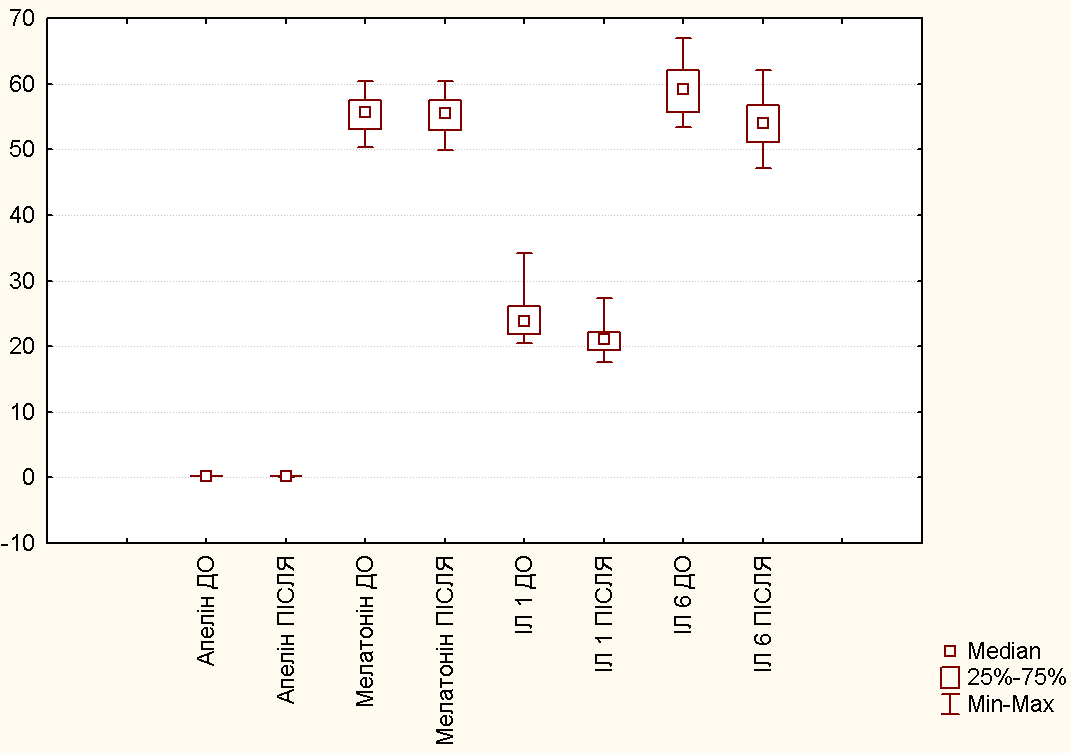 70
60
50
40
30
20
10
0
-10
Апелін ДО
Апелін ПІСЛЯ
Мелатонін ДО
Мелатонін ПІСЛЯ
ІЛ 1 ДО
ІЛ 1 ПІСЛЯ
ІЛ 6 ДО
ІЛ 6 ПІСЛЯ
Median
25%-75%
Min-Max